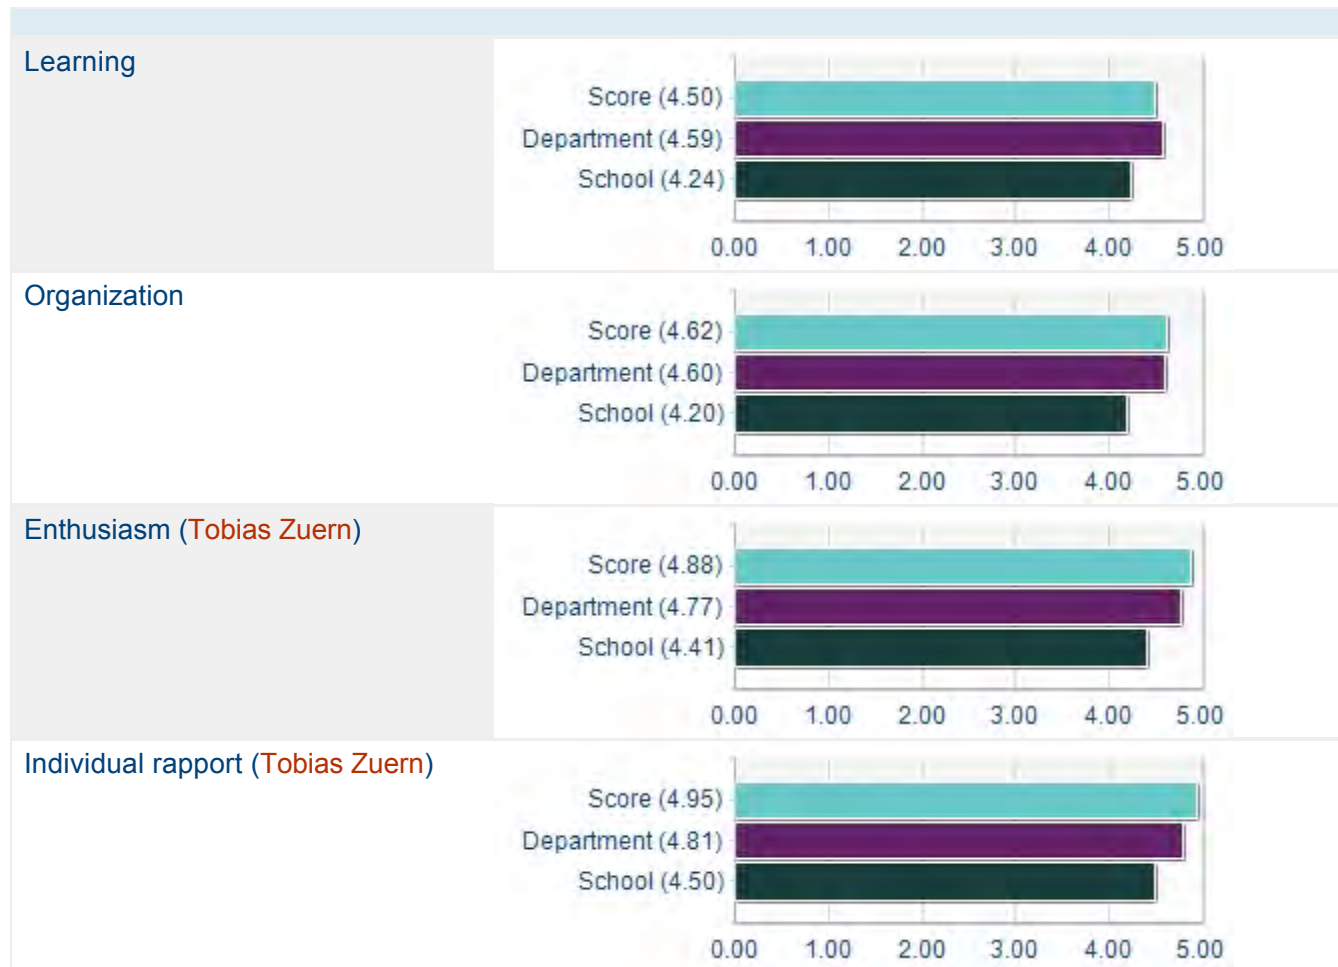 Learning
Score (4.50)
Department (4.59)
School (4.24)
0.00 1.00 2.00 3.00 4.00 5.00
Organization
Score (4.62)
Department (4.60)
School (4.20)
0.00 1.00 2.00 3.00 4.00 5.00
Enthusiasm (Tobias Zuern)
Score (4.88)
Department (4.77)
School (4.41)
0.00 1.00 2.00 3.00 4.00 5.00
Individual rapport (Tobias Zuern)
Score (4.95)
Department (4.81)
School (4.50)
0.00 1.00 2.00 3.00 4.00 5.00